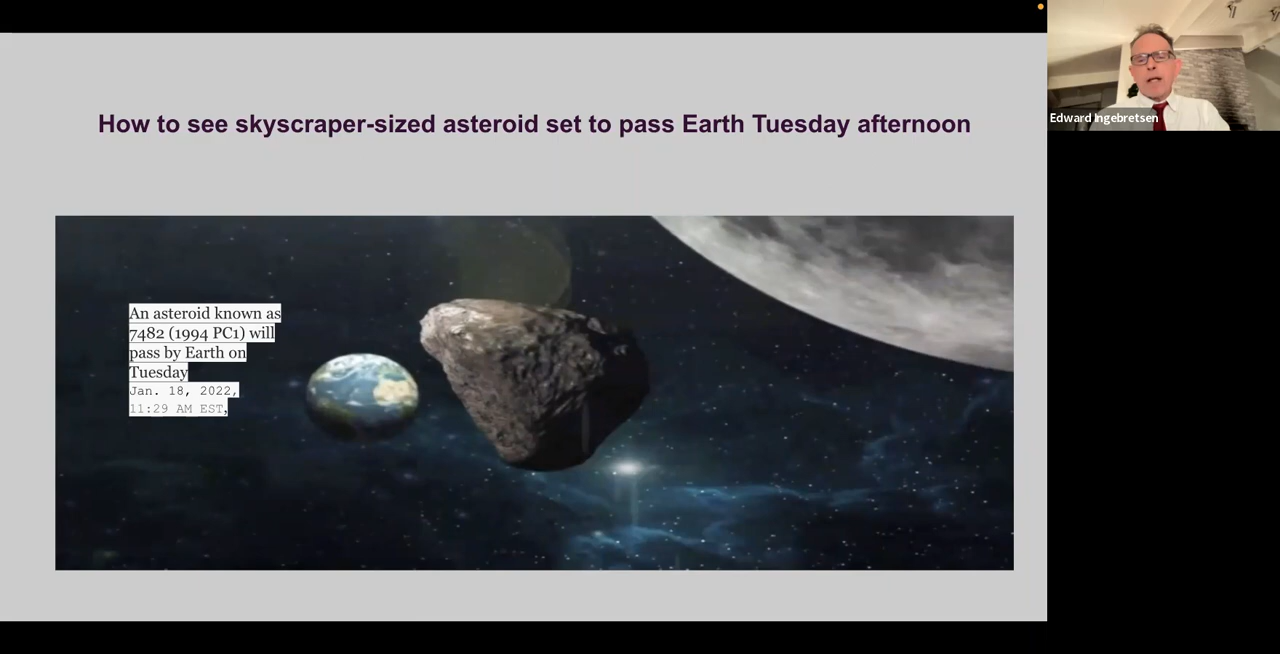 How to see skyscraper-sized asteroid set to pass Earth Tuesday afternoon
An asteroid known as
7482 (1994 PC1) will
pass by Earth on
Tuesday
Jan. 18, 2022,
11:29 AM EST,
Edward Ingebretsen